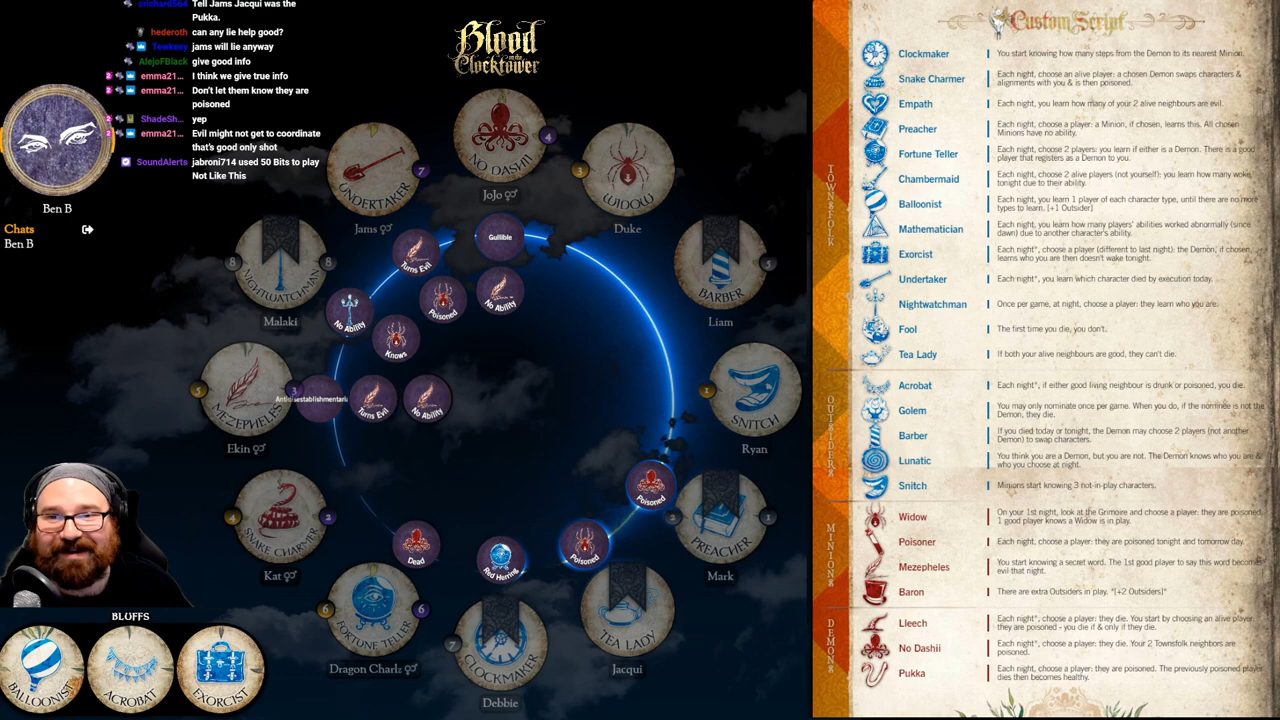 crichard564 Tell Jams Jacqui was the
Pukka.
hederoth can any lie help good?
Tewkesy jams will lie anyway
AlejoFBlack give good info
emma21... I think we give true info
emma21... Don't let them know they are
poisoned
ShadeSh... yep
emma21... Evil might not get to coordinate
that's good only shot
SoundAlerts jabroni714 used 50 Bits to play
Not Like This
Ben B
Chats
Ben B
Blood
on the
Clocktower
NO DASHII
4
JoJo
WIDOW
3
Duke
BARBER
5
Liam
SNITCH
1
Ryan
PREACHER
2
1
Mark
TEA LADY
Jacqui
CLOCKMAKER
7
Debbie
FORTUNE TELLER
6
6
Dragon Charlz
SNAKE CHARMER
4
2
Kat
MEZEPHELES
5
3
Ekin
NIGHTWATCHMAN
8
8
Malaki
UNDERTAKER
7
Jams
Turns Evil
Gullible
No Ability
Poisoned
No Ability
Knows
Turns Evil
No Ability
Dead
Red Herring
Poisoned
Poisoned
BLUFFS
BALLOONIST
ACROBAT
EXORCIST
Custom Script
TOWNSFOLK
Clockmaker You start knowing how many steps from the Demon to its nearest Minion.
Snake Charmer Each night, choose an alive player: a chosen Demon swaps characters &
alignments with you & is then poisoned.
Empath Each night, you learn how many of your 2 alive neighbours are evil.
Preacher Each night, choose a player: a Minion, if chosen, learns this. All chosen
Minions have no ability.
Fortune Teller Each night, choose 2 players: you learn if either is a Demon. There is a good
player that registers as a Demon to you.
Chambermaid Each night, choose 2 alive players (not yourself): you learn how many woke
tonight due to their ability.
Balloonist Each night, you learn 1 player of each character type, until there are no more
types to learn. [+1 Outsider]
Mathematician Each night, you learn how many players' abilities worked abnormally (since
dawn) due to another character's ability.
Exorcist Each night*, choose a player (different to last night): the Demon, if chosen,
learns who you are then doesn't wake tonight.
Undertaker Each night*, you learn which character died by execution today.
Nightwatchman Once per game, at night, choose a player: they learn who you are.
Fool The first time you die, you don't.
Tea Lady If both your alive neighbours are good, they can't die.
OUTSIDERS
Acrobat Each night*, if either good living neighbour is drunk or poisoned, you die.
Golem You may only nominate once per game. When you do, if the nominee is not the
Demon, they die.
Barber If you died today or tonight, the Demon may choose 2 players (not another
Demon) to swap characters.
Lunatic You think you are a Demon, but you are not. The Demon knows who you are &
who you choose at night.
Snitch Minions start knowing 3 not-in-play characters.
MINIONS
Widow On your 1st night, look at the Grimoire and choose a player: they are poisoned.
1 good player knows a Widow is in play.
Poisoner Each night, choose a player: they are poisoned tonight and tomorrow day.
Mezepheles You start knowing a secret word. The 1st good player to say this word becomes
evil that night.
Baron There are extra Outsiders in play. *[+2 Outsiders]*
DEMONS
Lleech Each night*, choose a player: they die. You start by choosing an alive player:
they are poisoned - you die if & only if they die.
No Dashii Each night*, choose a player: they die. Your 2 Townsfolk neighbors are
poisoned.
Pukka Each night, choose a player: they are poisoned. The previously poisoned player
dies then becomes healthy.